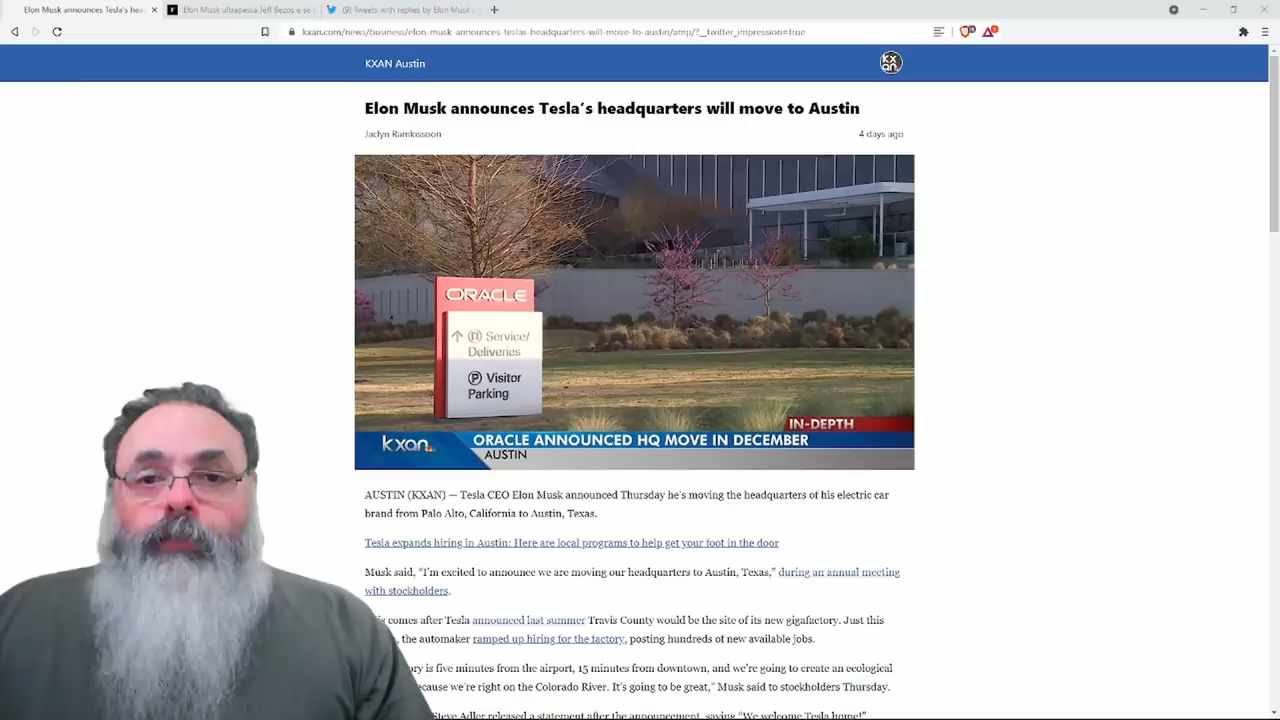 Elon Musk announces Tesla's hea
Elon Musk ultrapassa Jeff Bezos e se
Tweets with replies by Elon Musk
kxan.com/news/business/elon-musk-announces-teslas-headquarters-will-move-to-austin/amp/?__twitter_impression=true
KXAN Austin
Elon Musk announces Tesla's headquarters will move to Austin
Jaclyn Ramkissoon
4 days ago
ORACLE
Service/
Deliveries
P Visitor
Parking
IN-DEPTH
kxan ORACLE ANNOUNCED HQ MOVE IN DECEMBER
AUSTIN
AUSTIN (KXAN) — Tesla CEO Elon Musk announced Thursday he's moving the headquarters of his electric car
brand from Palo Alto, California to Austin, Texas.
Tesla expands hiring in Austin: Here are local programs to help get your foot in the door
Musk said, “I'm excited to announce we are moving our headquarters to Austin, Texas,” during an annual meeting
with stockholders.
comes after Tesla announced last summer Travis County would be the site of its new gigafactory. Just this
, the automaker ramped up hiring for the factory, posting hundreds of new available jobs.
is five minutes from the airport, 15 minutes from downtown, and we're going to create an ecological
we're right on the Colorado River. It's going to be great,” Musk said to stockholders Thursday.
Steve Adler released a statement after the announcement, saying “We welcome Tesla home!”